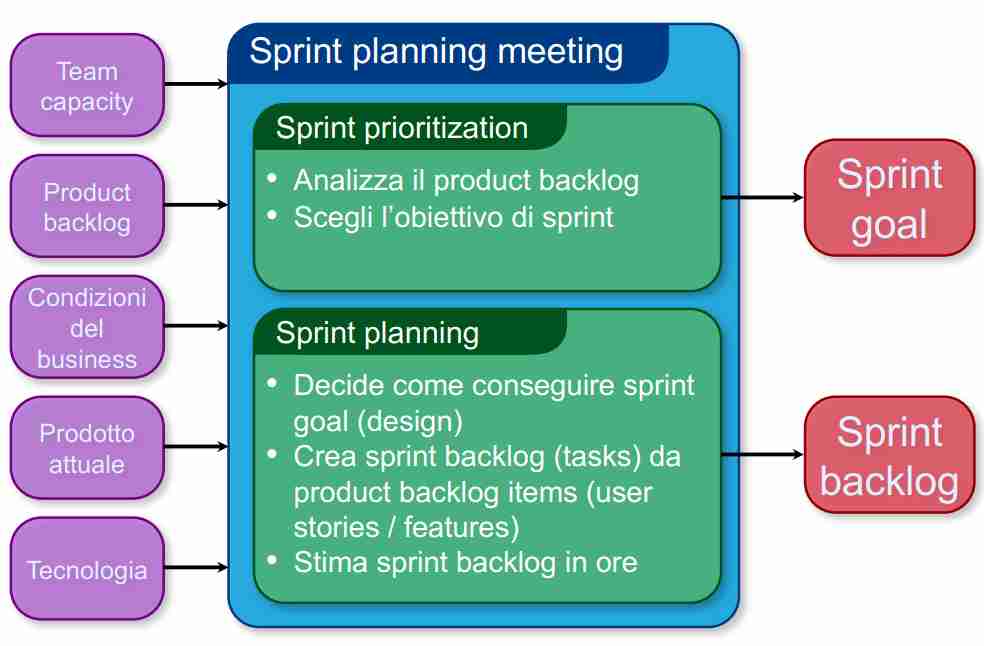 Team
capacity
Product
backlog
Condizioni
del
business
Prodotto
attuale
Tecnologia
Sprint planning meeting
Sprint prioritization
• Analizza il product backlog
• Scegli l’obiettivo di sprint
Sprint planning
• Decide come conseguire sprint
goal (design)
• Crea sprint backlog (tasks) da
product backlog items (user
stories / features)
• Stima sprint backlog in ore
Sprint
goal
Sprint
backlog